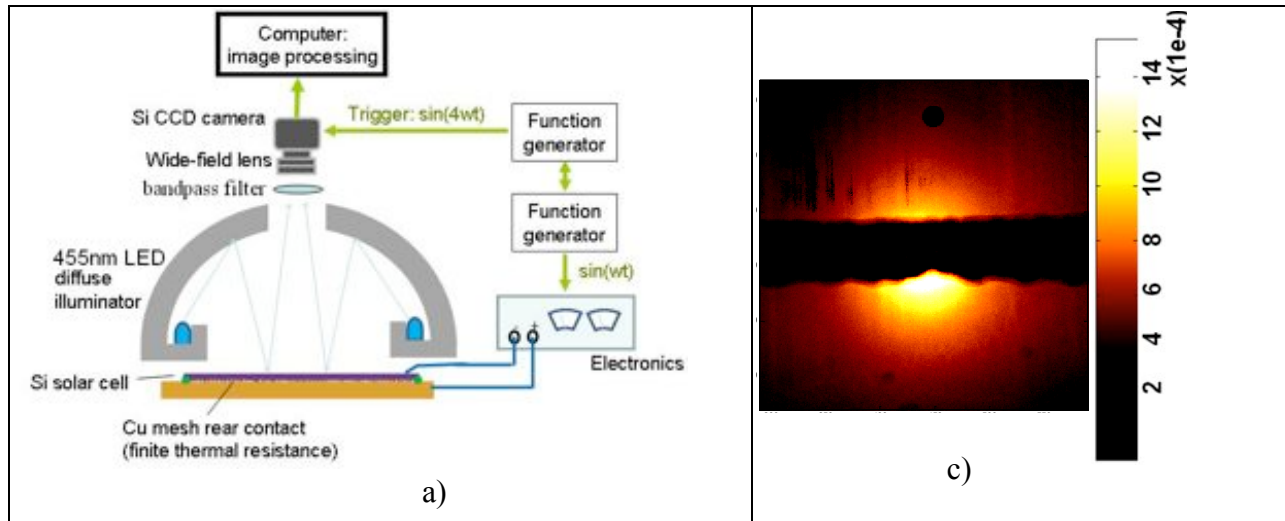 Computer:
image processing
Si CCD camera
Trigger: sin(4wt)
Function
generator
Wide-field lens
bandpass filter
Function
generator
455nm LED
diffuse
illuminator
sin(wt)
- +
Electronics
Si solar cell
Cu mesh rear contact
(finite thermal resistance)
a)
x(1e-4)
14
12
10
8
6
4
2
c)